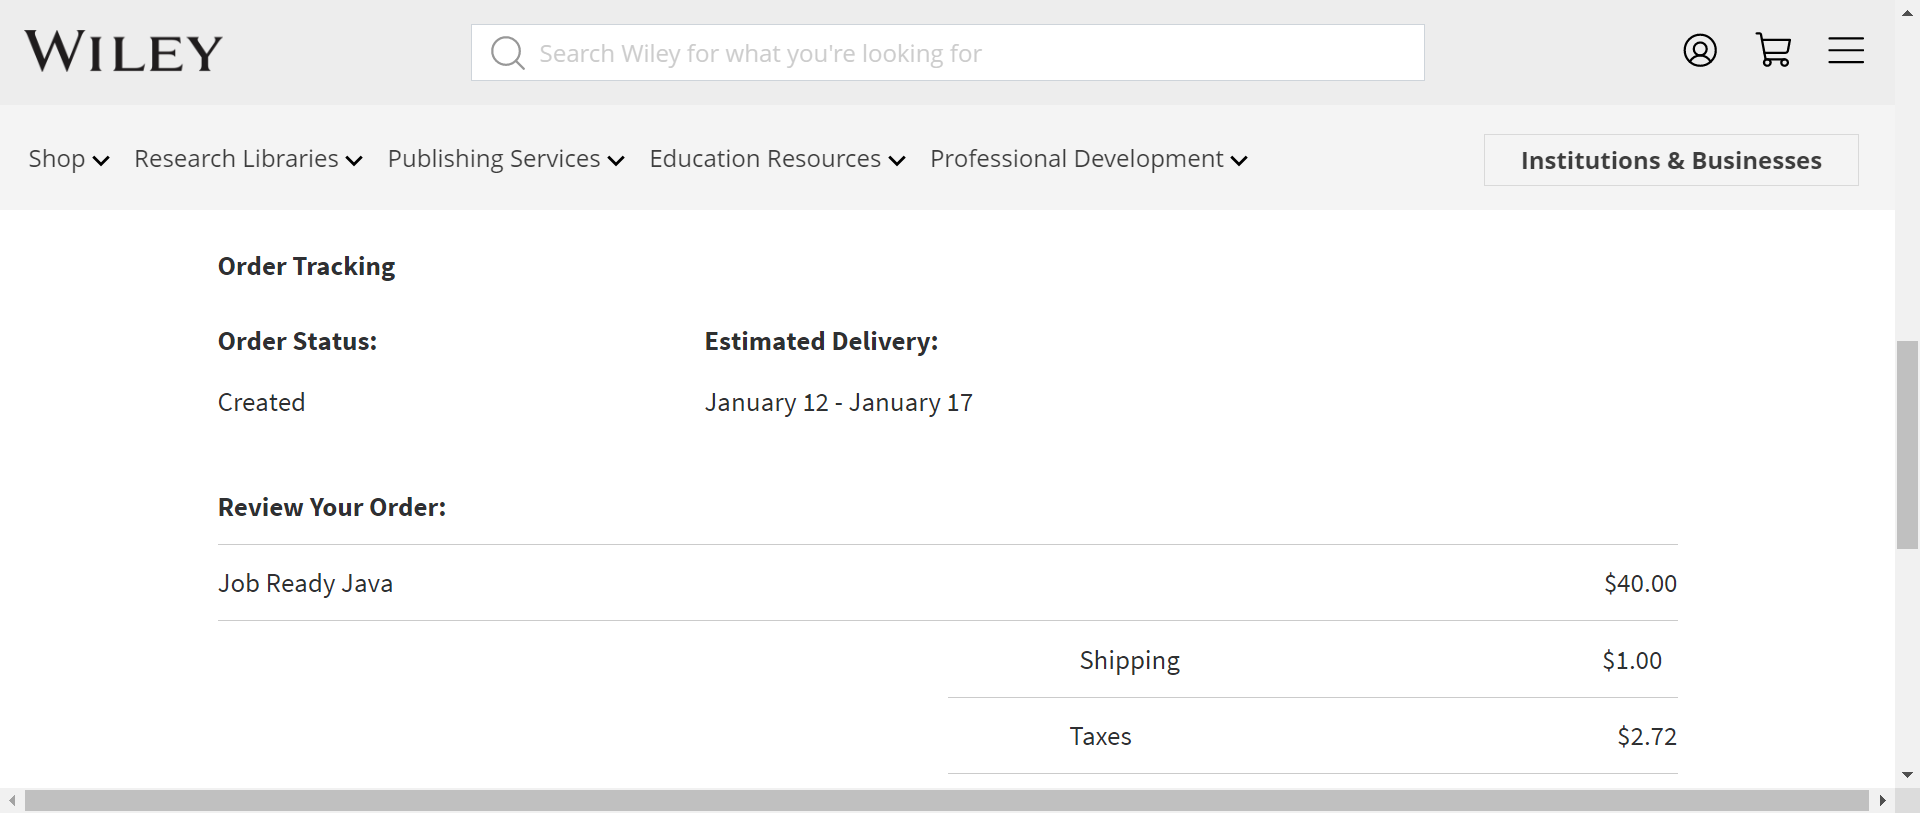 WILEY
Search Wiley for what you're looking for
Shop Research Libraries Publishing Services Education Resources Professional Development Institutions & Businesses
Order Tracking
Order Status: Estimated Delivery:
Created January 12 - January 17
Review Your Order:
Job Ready Java $40.00
Shipping $1.00
Taxes $2.72